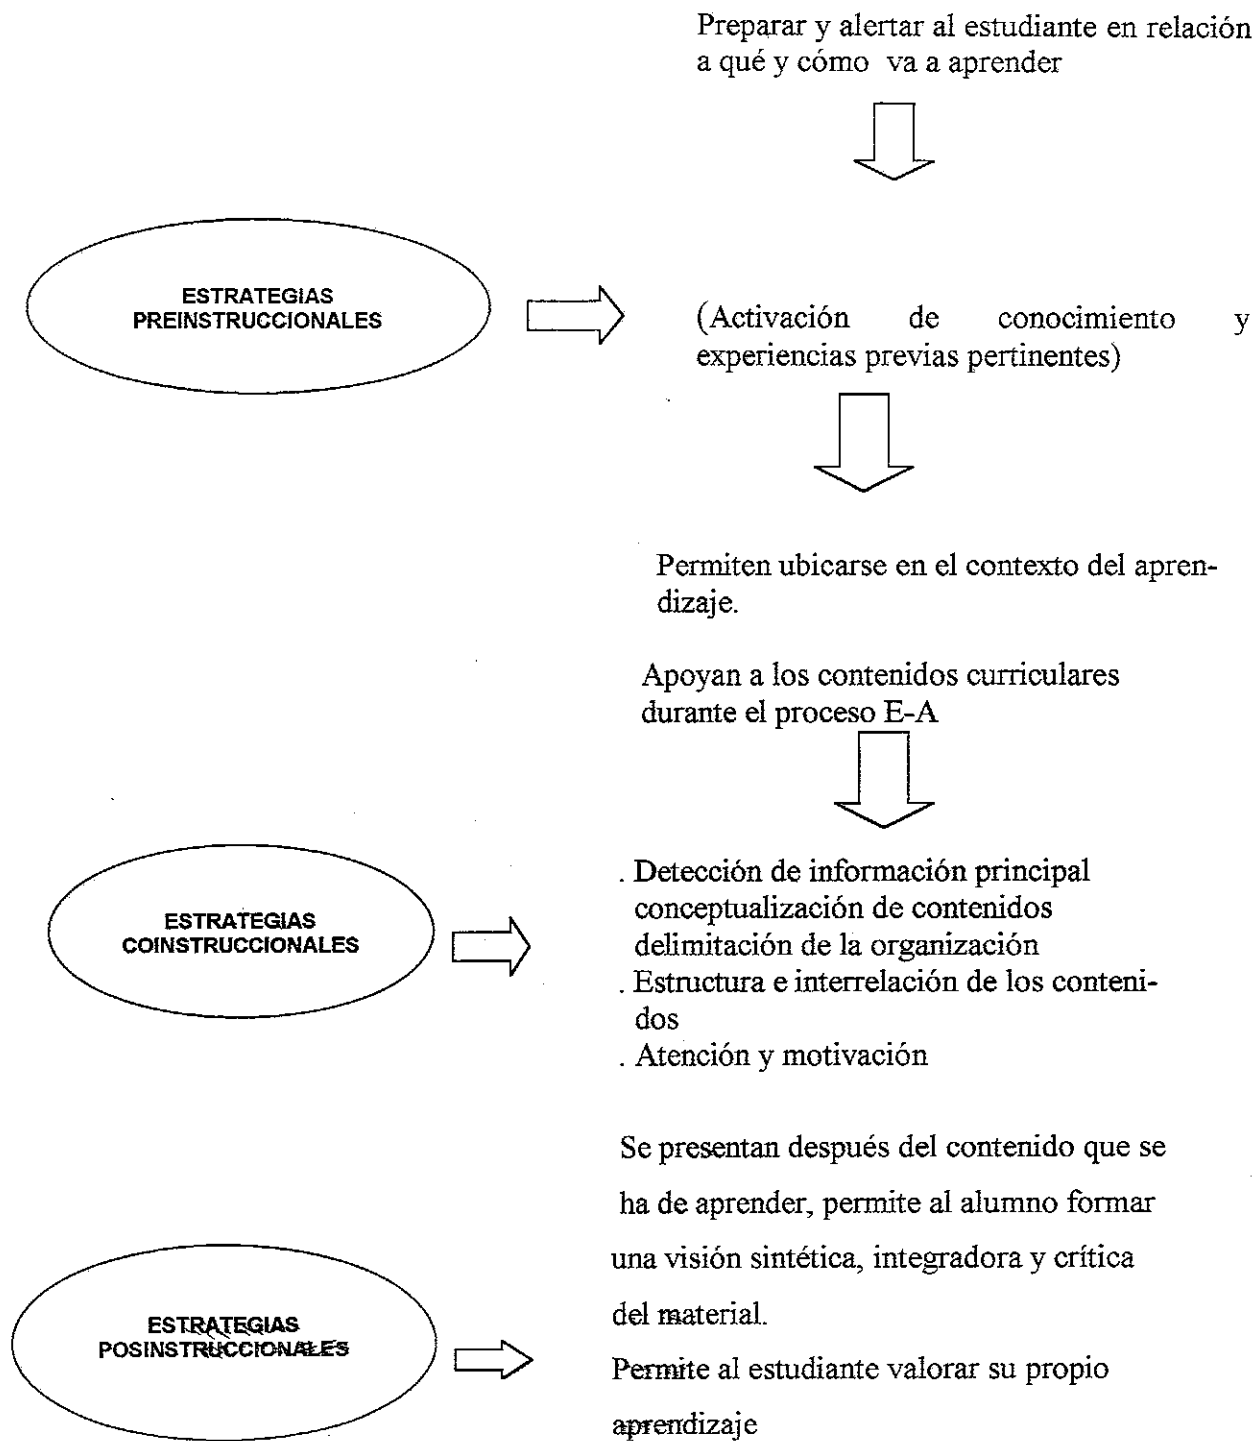 Preparar y alertar al estudiante en relación
a qué y cómo va a aprender
ESTRATEGIAS
PREINSTRUCCIONALES
(Activación de conocimiento y
experiencias previas pertinentes)
Permiten ubicarse en el contexto del apren-
dizaje.
Apoyan a los contenidos curriculares
durante el proceso E-A
ESTRATEGIAS
COINSTRUCCIONALES
. Detección de información principal
conceptualización de contenidos
delimitación de la organización
. Estructura e interrelación de los conteni-
dos
. Atención y motivación
Se presentan después del contenido que se
ha de aprender, permite al alumno formar
una visión sintética, integradora y crítica
del material.
ESTRATEGIAS
POSINSTRUCCIONALES
Permite al estudiante valorar su propio
aprendizaje